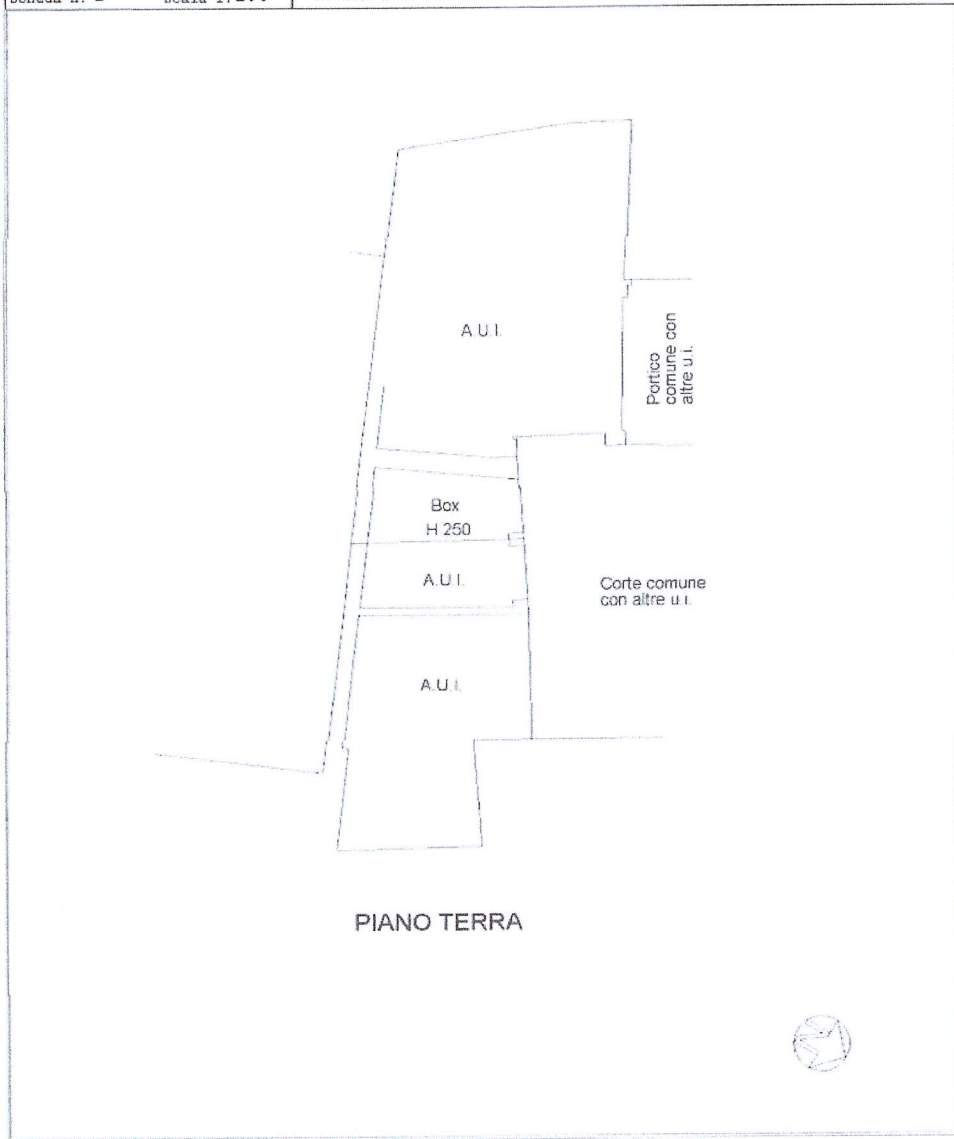 A.U.I.
Portico
comune con
altre u.i.
Box
H 250
A.U.I.
Corte comune
con altre u.i.
A.U.I.
PIANO TERRA